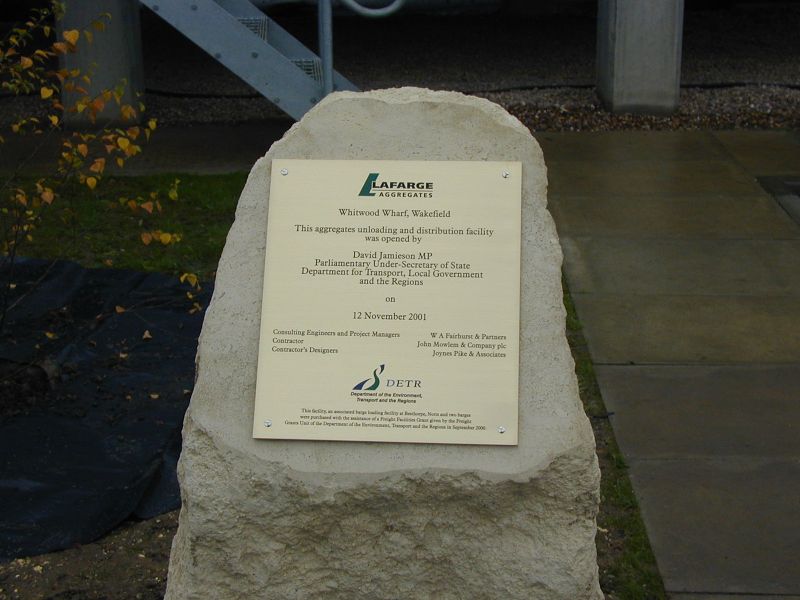 LAFARGE
AGGREGATES
Whitwood Wharf, Wakefield
This aggregates unloading and distribution facility
was opened by
David Jamieson MP
Parliamentary Under-Secretary of State
Department for Transport, Local Government
and the Regions
on
12 November 2001
Consulting Engineers and Project Managers W A Fairhurst & Partners
Contractor John Mowlem & Company plc
Contractor's Designers Joynes Pike & Associates
DETR
Department of the Environment,
Transport and the Regions
This facility, an associated barge loading facility at Besthorpe, Notts and two barges
were purchased with the assistance of a Freight Facilities Grant given by the Freight
Grants Unit of the Department of the Environment, Transport and the Regions in September 2000